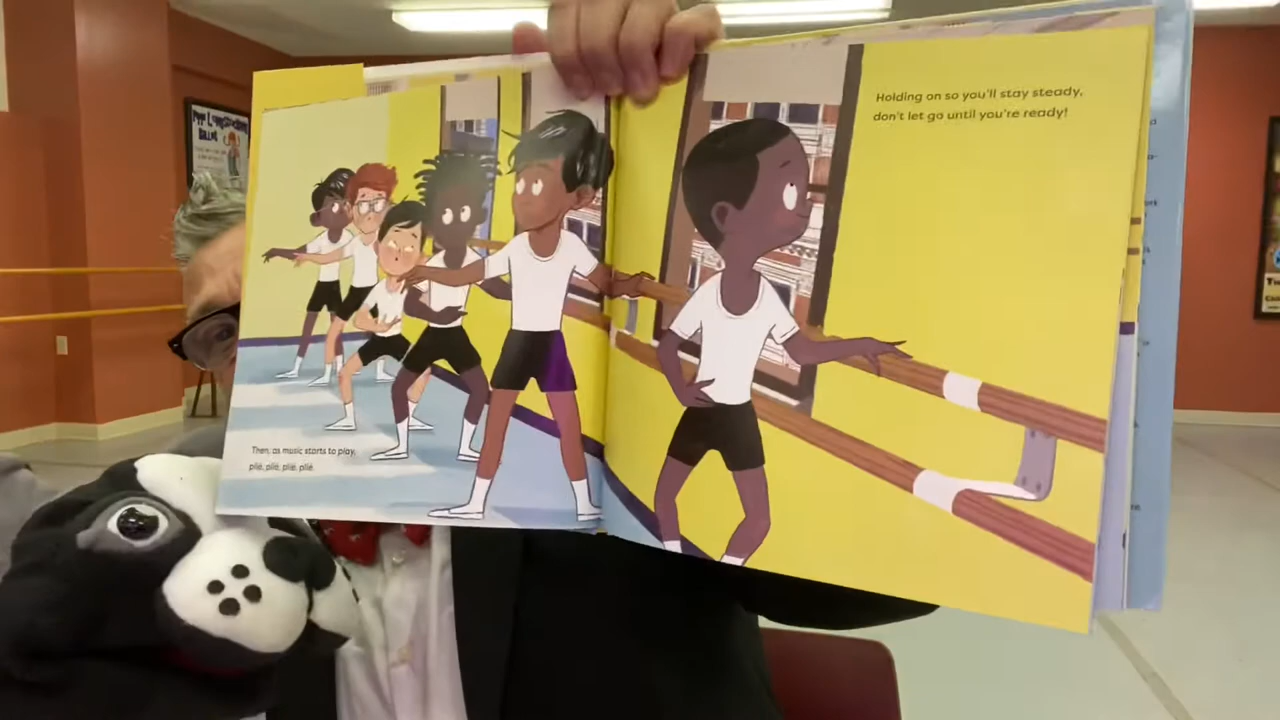 Then, as music starts to play,
plié, plié, plié, plié.
Holding on so you'll stay steady,
don't let go until you're ready!